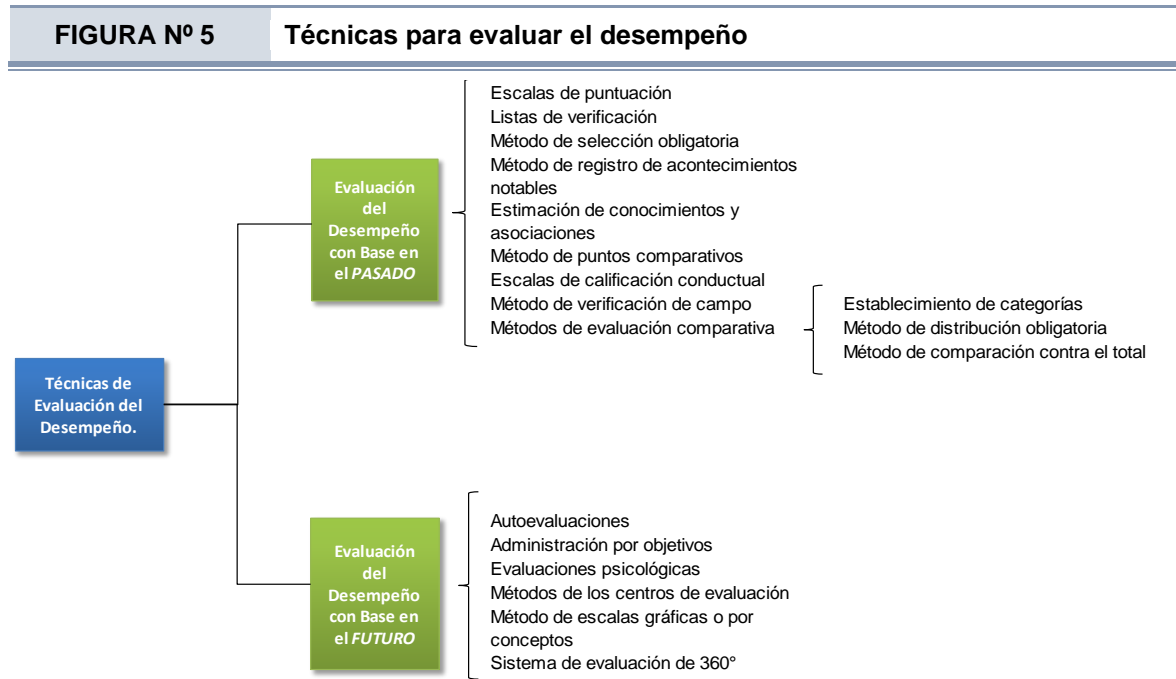 FIGURA Nº 5
Técnicas para evaluar el desempeño
Técnicas de
Evaluación del
Desempeño.
Evaluación
del
Desempeño
con Base en
el PASADO
Escalas de puntuación
Listas de verificación
Método de selección obligatoria
Método de registro de acontecimientos
notables
Estimación de conocimientos y
asociaciones
Método de puntos comparativos
Escalas de calificación conductual
Método de verificación de campo
Métodos de evaluación comparativa
Establecimiento de categorías
Método de distribución obligatoria
Método de comparación contra el total
Evaluación
del
Desempeño
con Base en
el FUTURO
Autoevaluaciones
Administración por objetivos
Evaluaciones psicológicas
Métodos de los centros de evaluación
Método de escalas gráficas o por
conceptos
Sistema de evaluación de 360°